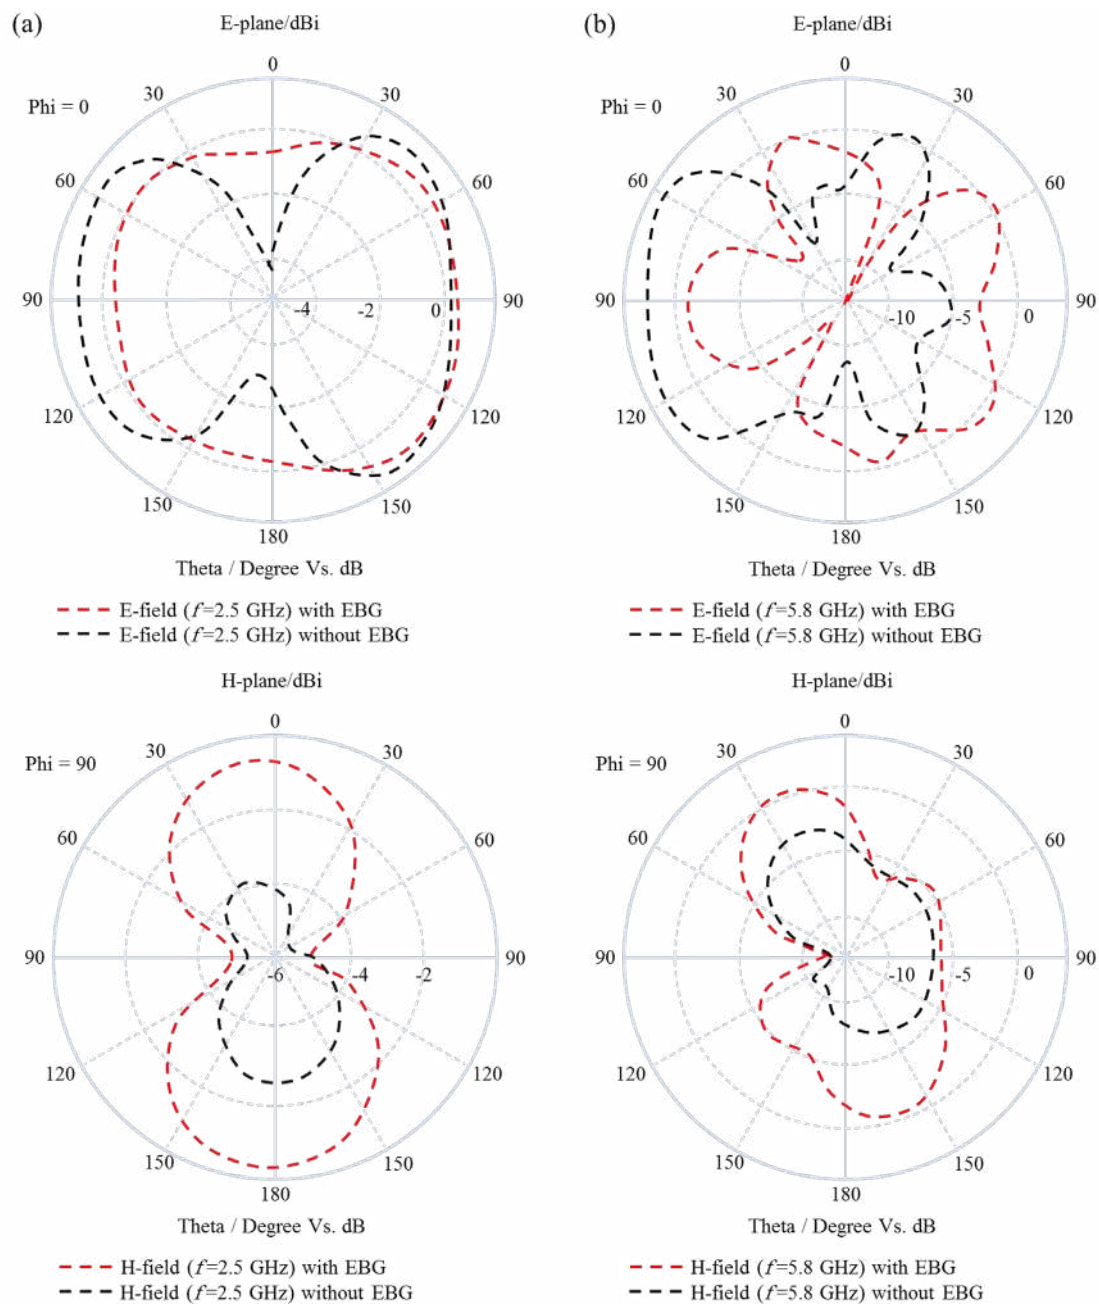 (a)
E-plane/dBi
Phi = 0
0
30
30
60
60
90
-4
-2
0
90
120
120
150
150
180
Theta / Degree Vs. dB
E-field (f=2.5 GHz) with EBG
E-field (f=2.5 GHz) without EBG
(b)
E-plane/dBi
Phi = 0
0
30
30
60
60
90
-10
-5
0
90
120
120
150
150
180
Theta / Degree Vs. dB
E-field (f=5.8 GHz) with EBG
E-field (f=5.8 GHz) without EBG
H-plane/dBi
Phi = 90
0
30
30
60
60
90
-6
-4
-2
90
120
120
150
150
180
Theta / Degree Vs. dB
H-field (f=2.5 GHz) with EBG
H-field (f=2.5 GHz) without EBG
H-plane/dBi
Phi = 90
0
30
30
60
60
90
-10
-5
0
90
120
120
150
150
180
Theta / Degree Vs. dB
H-field (f=5.8 GHz) with EBG
H-field (f=5.8 GHz) without EBG